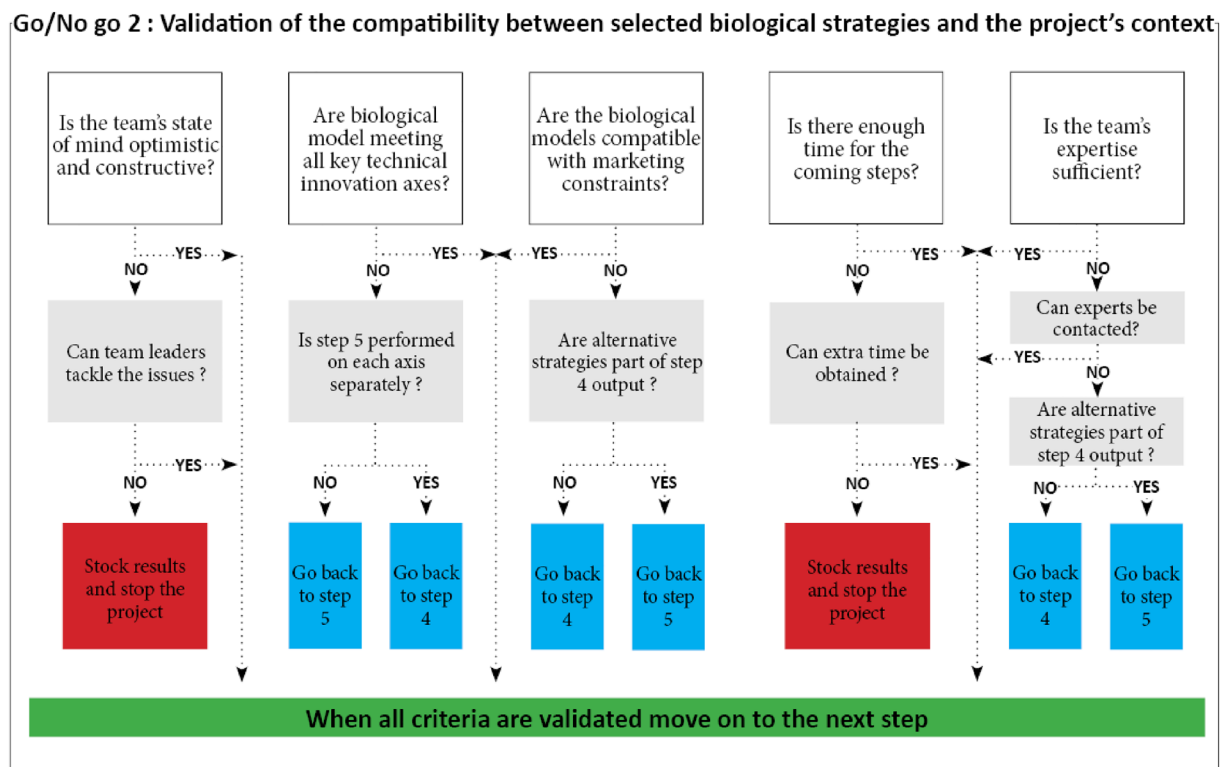 Go/No go 2 : Validation of the compatibility between selected biological strategies and the project's context
Is the team's state
of mind optimistic
and constructive?
Are biological
model meeting
all key technical
innovation axes?
Are the biological
models compatible
with marketing
constraints?
Is there enough
time for the
coming steps?
Is the team's
expertise
sufficient?
YES
NO
YES
NO
YES
NO
YES
NO
YES
NO
Can team leaders
tackle the issues ?
Is step 5 performed
on each axis
separately ?
Are alternative
strategies part of step
4 output ?
Can extra time be
obtained ?
Can experts be
contacted?
YES
NO
Are alternative
strategies part of
step 4 output ?
YES
NO
NO
YES
NO
YES
YES
NO
NO
YES
Stock results
and stop the
project
Go back
to step
5
Go back
to step
4
Go back
to step
4
Go back
to step
5
Stock results
and stop the
project
Go back
to step
4
Go back
to step
5
When all criteria are validated move on to the next step